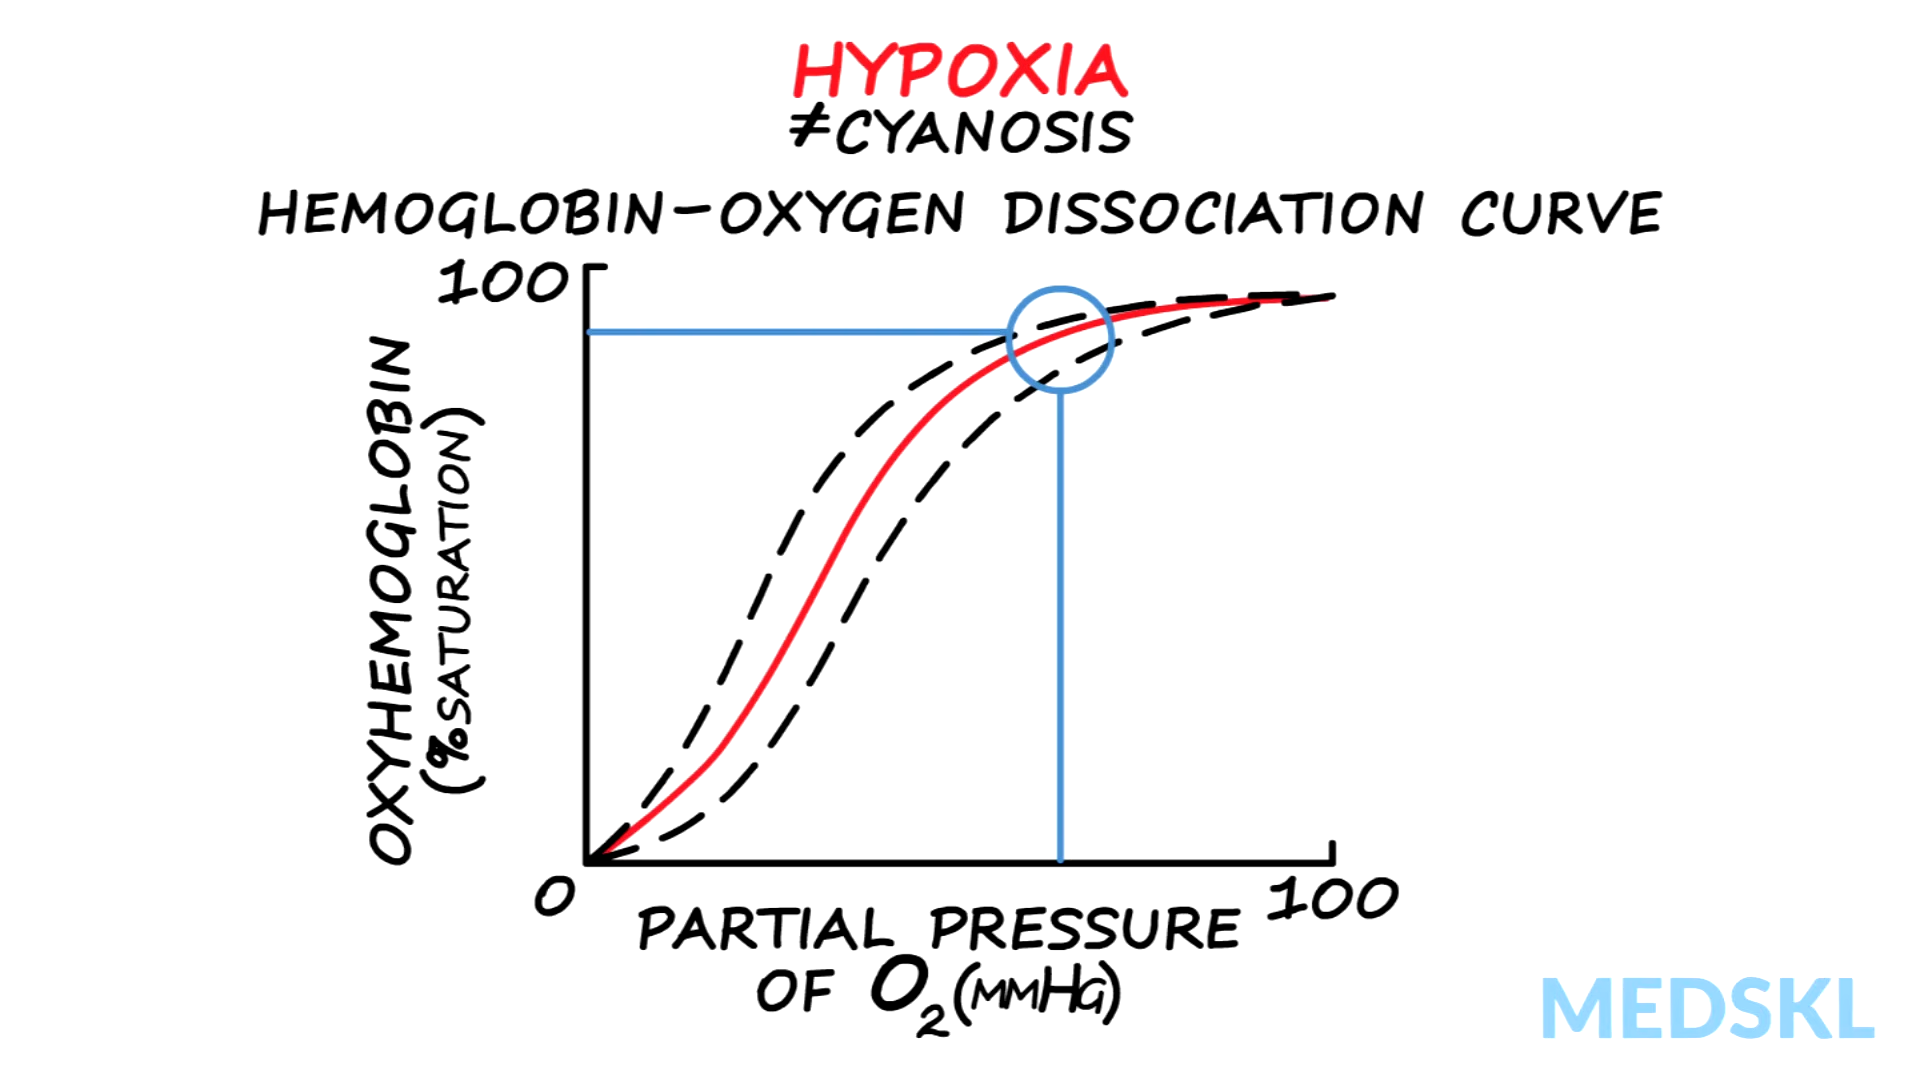 HYPOXIA
≠CYANOSIS
HEMOGLOBIN-OXYGEN DISSOCIATION CURVE
100
OXYHEMOGLOBIN
(%SATURATION)
0
100
PARTIAL PRESSURE
OF O₂ (MMHG)
MEDSKL